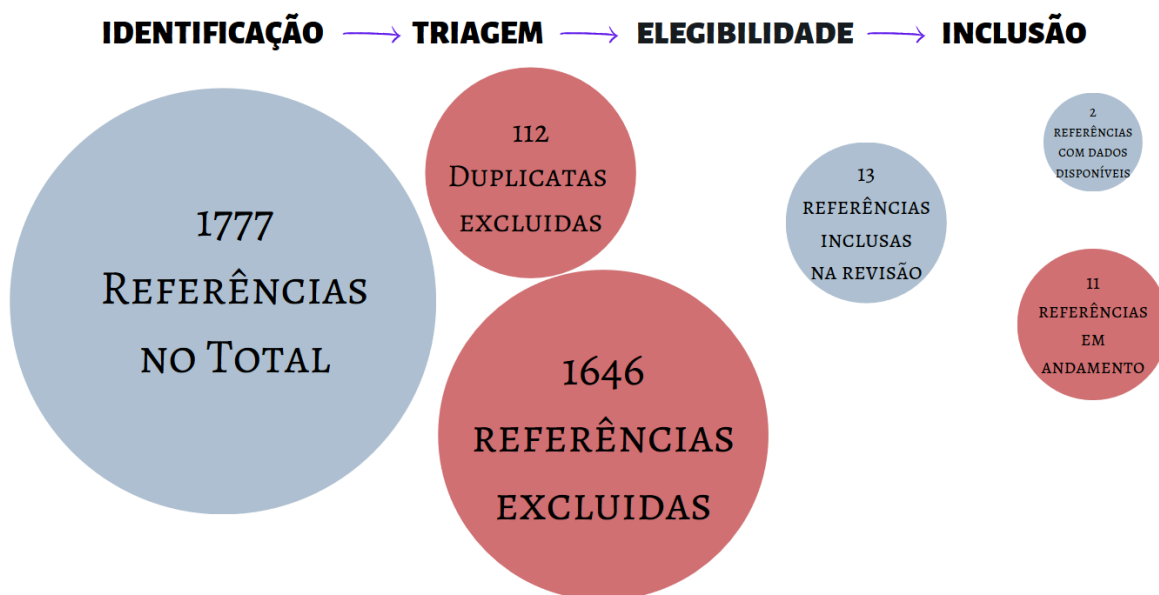 IDENTIFICAÇÃO → TRIAGEM → ELEGIBILIDADE → INCLUSÃO
1777
Referências
no Total
112
Duplicatas
excluidas
1646
referências
excluidas
13
referências
inclusas
na revisão
2
referências
com dados
disponíveis
11
referências
em
andamento